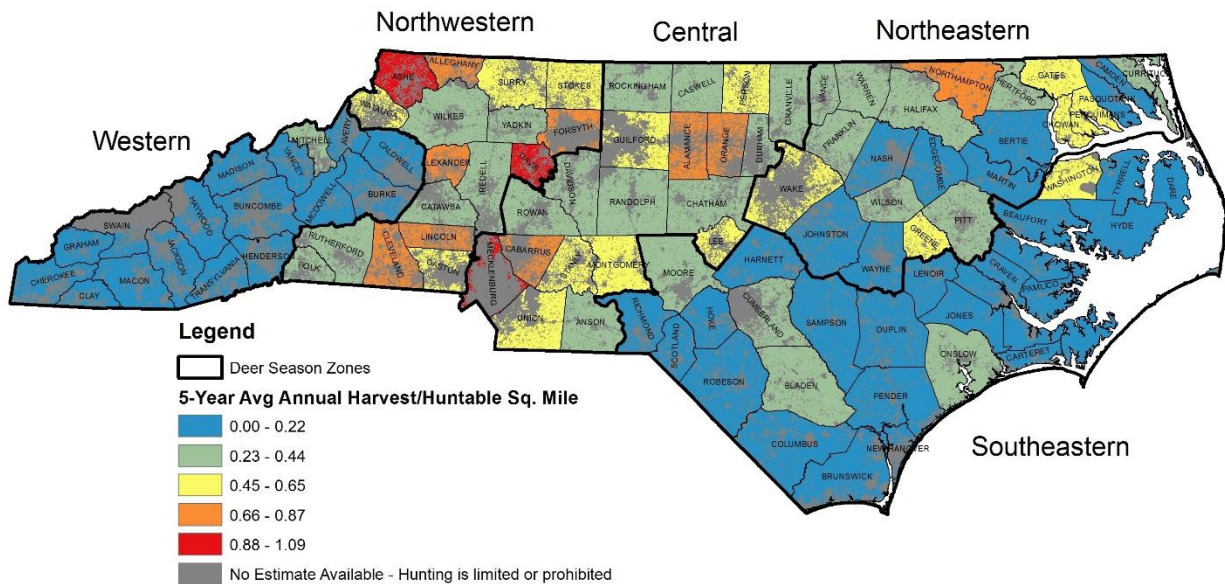 Northwestern
Central
Northeastern
Western
Southeastern
ASHE
ALLEGHANY
SURRY
STOKES
ROCKINGHAM
CASWELL
PERSON
GRANVILLE
VANCE
WARREN
NORTHAMPTON
HERTFORD
GATES
CAMDEN
CURRITUCK
PASQUOTANK
PERQUIMANS
CHOWAN
WATAUGA
WILKES
YADKIN
FORSYTH
GUILFORD
ALAMANCE
ORANGE
DURHAM
FRANKLIN
HALIFAX
BERTIE
MITCHELL
AVERY
YANCEY
MADISON
CALDWELL
ALEXANDER
IREDELL
DAVIDSON
NASH
EDGECOMBE
MARTIN
WASHINGTON
TYRRELL
DARE
BURKE
MCDOWELL
BUNCOMBE
HAYWOOD
SWAIN
CATAWBA
ROWAN
RANDOLPH
CHATHAM
WAKE
WILSON
PITT
BEAUFORT
HYDE
GRAHAM
JACKSON
HENDERSON
RUTHERFORD
POLK
CLEVELAND
LINCOLN
GASTON
MECKLENBURG
CABARRUS
STANLY
MONTGOMERY
MOORE
LEE
HARNETT
JOHNSTON
WAYNE
GREENE
LENOIR
CRAVEN
PAMLICO
CHEROKEE
CLAY
MACON
TRANSYLVANIA
UNION
ANSON
RICHMOND
SCOTLAND
HOKE
CUMBERLAND
SAMPSON
DUPLIN
JONES
CARTERET
ONSLOW
ROBESON
BLADEN
PENDER
COLUMBUS
NEW HANOVER
BRUNSWICK
Legend
Deer Season Zones
5-Year Avg Annual Harvest/Huntable Sq. Mile
0.00 - 0.22
0.23 - 0.44
0.45 - 0.65
0.66 - 0.87
0.88 - 1.09
No Estimate Available - Hunting is limited or prohibited